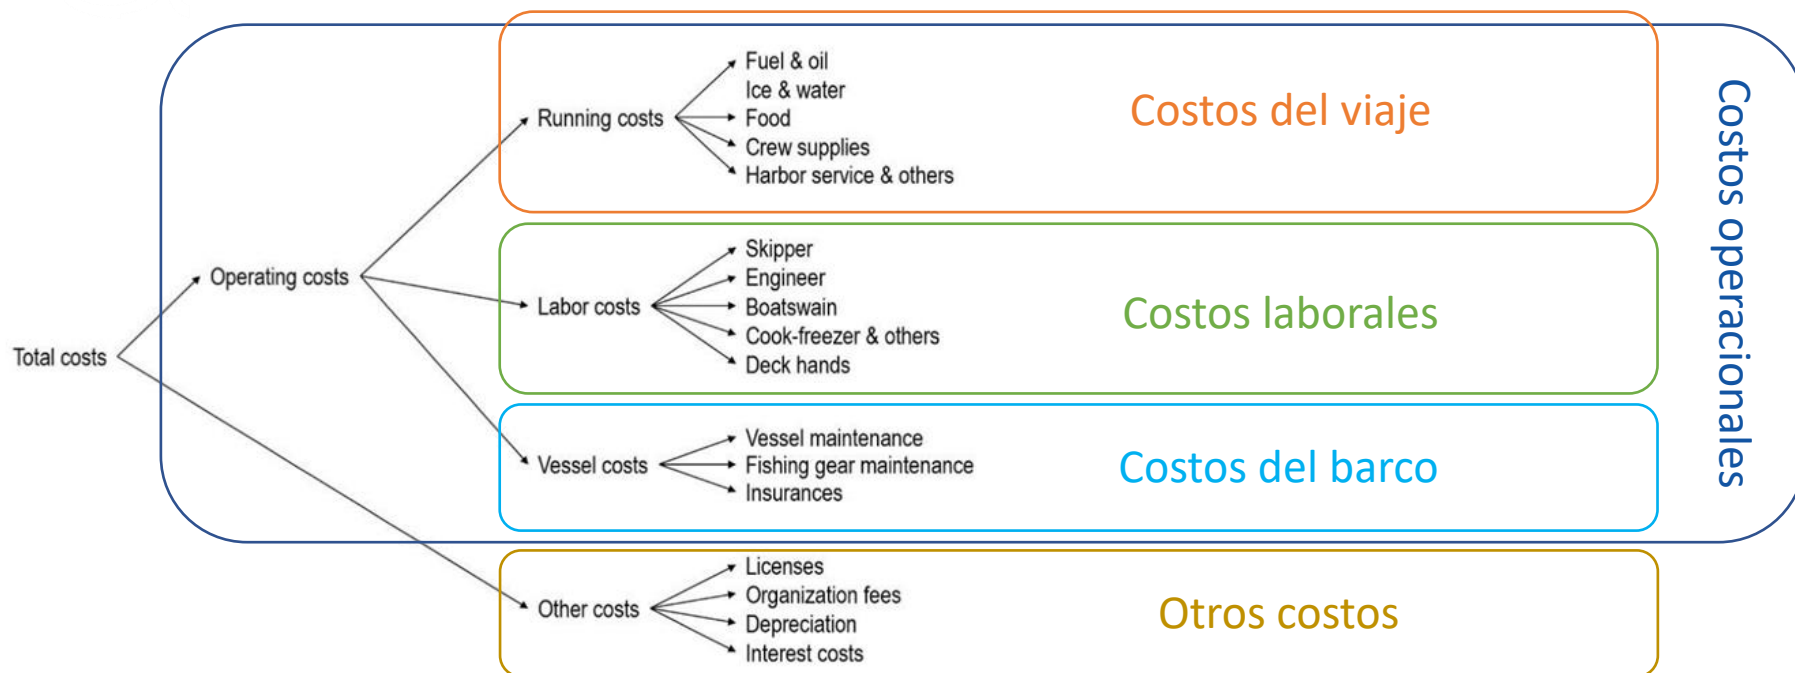 Total costs
Operating costs
Running costs
Fuel & oil
Ice & water
Food
Crew supplies
Harbor service & others
Costos del viaje
Labor costs
Skipper
Engineer
Boatswain
Cook-freezer & others
Deck hands
Costos laborales
Vessel costs
Vessel maintenance
Fishing gear maintenance
Insurances
Costos del barco
Costos operacionales
Other costs
Licenses
Organization fees
Depreciation
Interest costs
Otros costos